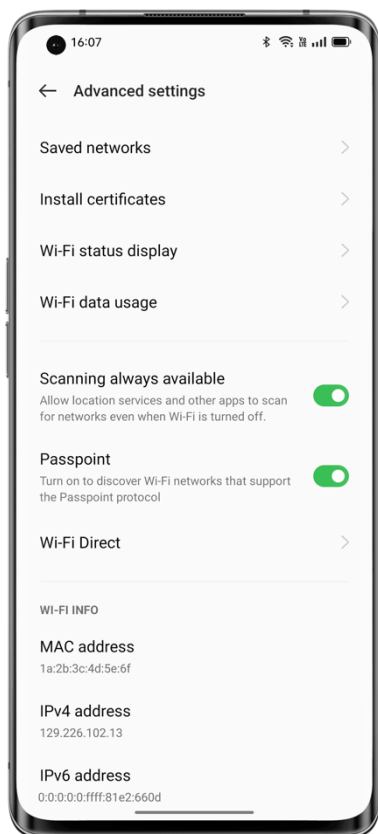 16:07
Advanced settings
Saved networks
Install certificates
Wi-Fi status display
Wi-Fi data usage
Scanning always available
Allow location services and other apps to scan
for networks even when Wi-Fi is turned off.
Passpoint
Turn on to discover Wi-Fi networks that support
the Passpoint protocol
Wi-Fi Direct
WI-FI INFO
MAC address
1a:2b:3c:4d:5e:6f
IPv4 address
129.226.102.13
IPv6 address
0:0:0:0:0:ffff:81e2:660d